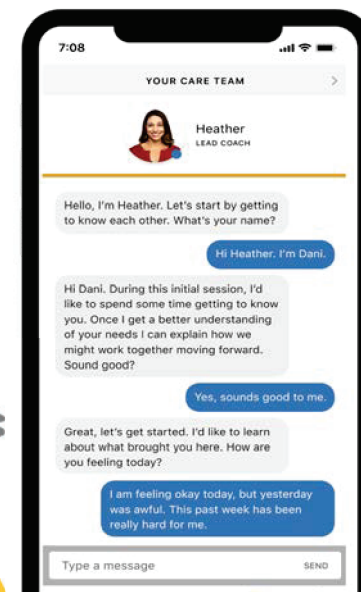 7:08
YOUR CARE TEAM
Heather
LEAD COACH
Hello, I'm Heather. Let's start by getting
to know each other. What's your name?
Hi Heather. I'm Dani.
Hi Dani. During this initial session, I'd
like to spend some time getting to know
you. Once I get a better understanding
of your needs I can explain how we
might work together moving forward.
Sound good?
Yes, sounds good to me.
Great, let's get started. I'd like to learn
about what brought you here. How are
you feeling today?
I am feeling okay today, but yesterday
was awful. This past week has been
really hard for me.
Type a message SEND